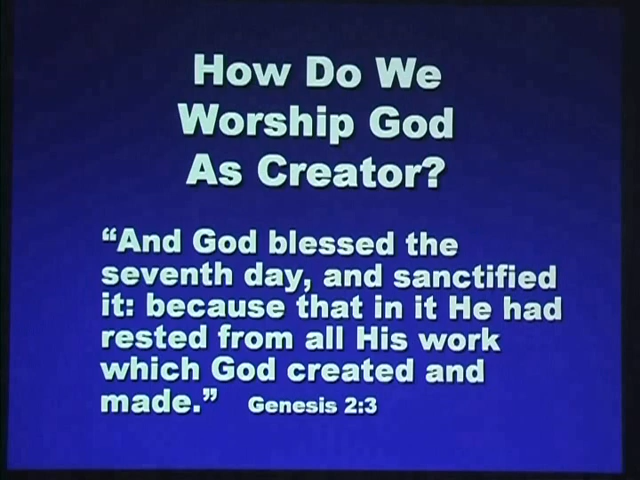 How Do We
Worship God
As Creator?
“And God blessed the
seventh day, and sanctified
it: because that in it He had
rested from all His work
which God created and
made.” Genesis 2:3